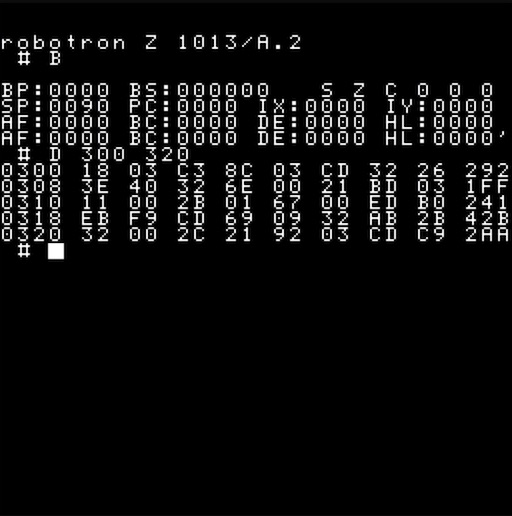 robotron Z 1013/A.2
# B
BP:0000 BS:000000 S Z C 0 0 0
SP:0090 PC:0000 IX:0000 IY:0000
AF:0000 BC:0000 DE:0000 HL:0000
AF:0000 BC:0000 DE:0000 HL:0000'
# D 300 320
0300 18 03 C3 8C 03 CD 32 26 292
0308 3E 40 32 6E 00 21 BD 03 1FF
0310 11 00 2B 01 67 00 ED B0 241
0318 EB F9 CD 69 09 32 AB 2B 42B
0320 32 00 2C 21 92 03 CD C9 2AA
#